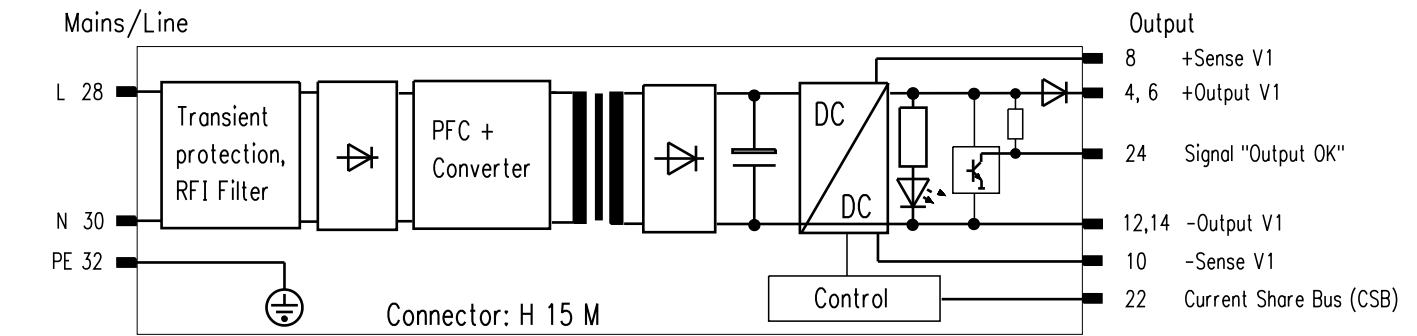 Mains/Line
Output
8 +Sense V1
L 28
4, 6 +Output V1
Transient
protection,
RFI Filter
PFC +
Converter
DC
DC
24 Signal "Output OK"
N 30
12,14 -Output V1
PE 32
10 -Sense V1
Control
22 Current Share Bus (CSB)
Connector: H 15 M